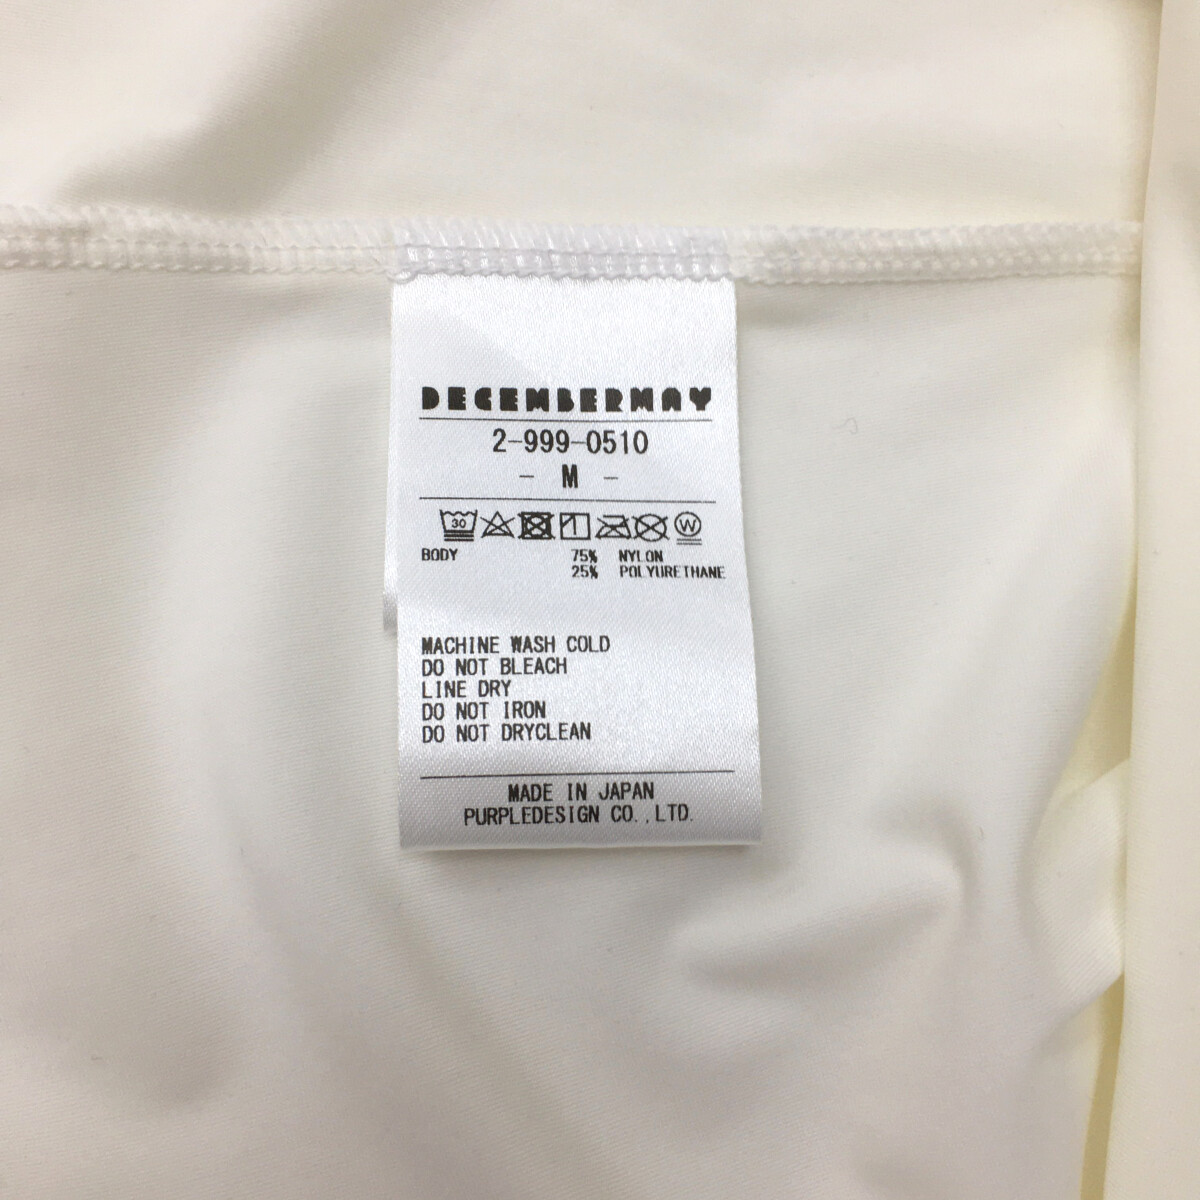 DECEMBERMAY
2-999-0510
- M -
30 W
BODY 75% NYLON
25% POLYURETHANE
MACHINE WASH COLD
DO NOT BLEACH
LINE DRY
DO NOT IRON
DO NOT DRYCLEAN
MADE IN JAPAN
PURPLEDESIGN CO.,LTD.